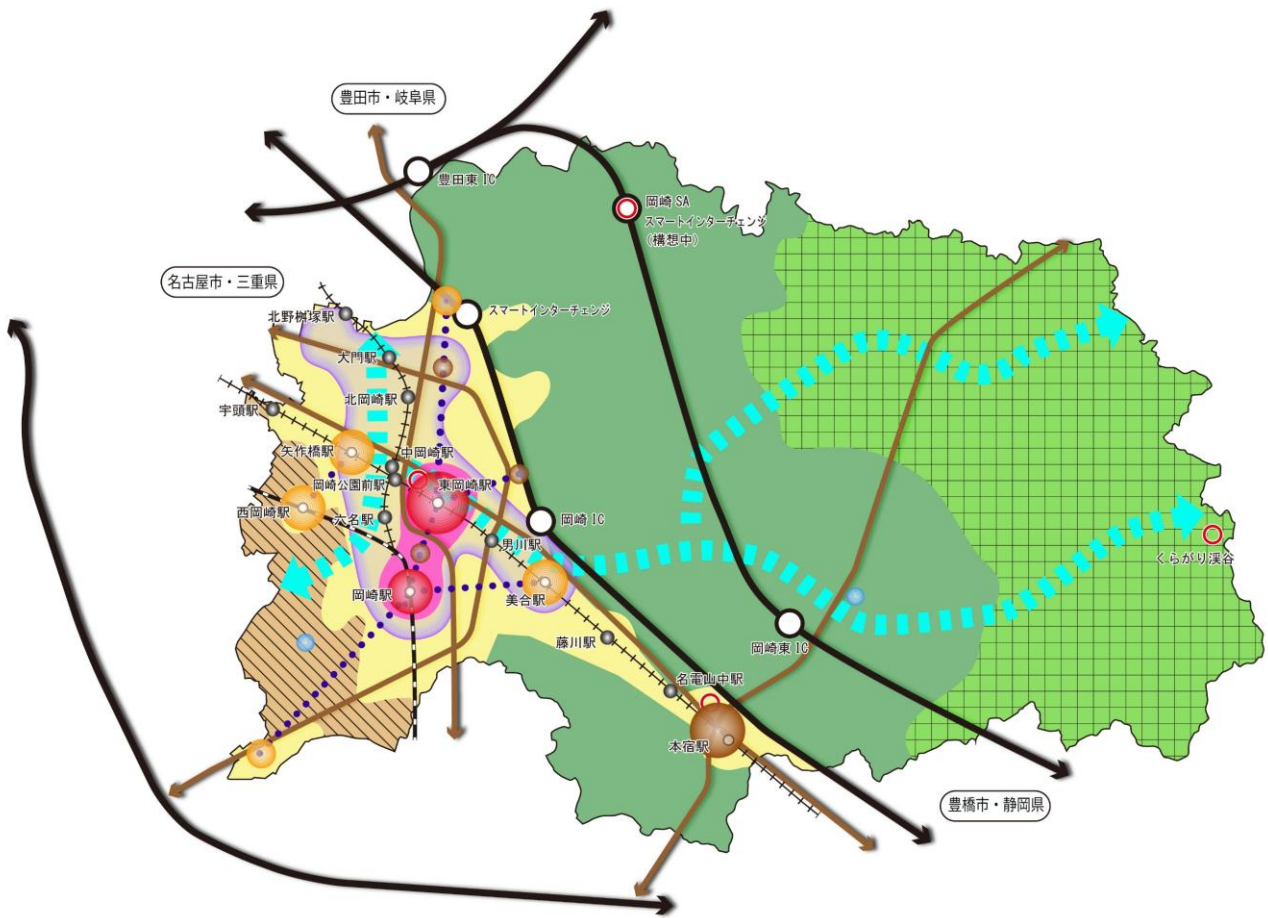 豊田市・岐阜県
豊田東IC
岡崎SA
スマートインターチェンジ
(構想中)
名古屋市・三重県
スマートインターチェンジ
北野桝塚駅
大門駅
北岡崎駅
宇頭駅
矢作橋駅
中岡崎駅
岡崎公園前駅
東岡崎駅
西岡崎駅
六名駅
岡崎IC
男川駅
くらがり渓谷
岡崎駅
美合駅
藤川駅
岡崎東IC
名電山中駅
本宿駅
豊橋市・静岡県